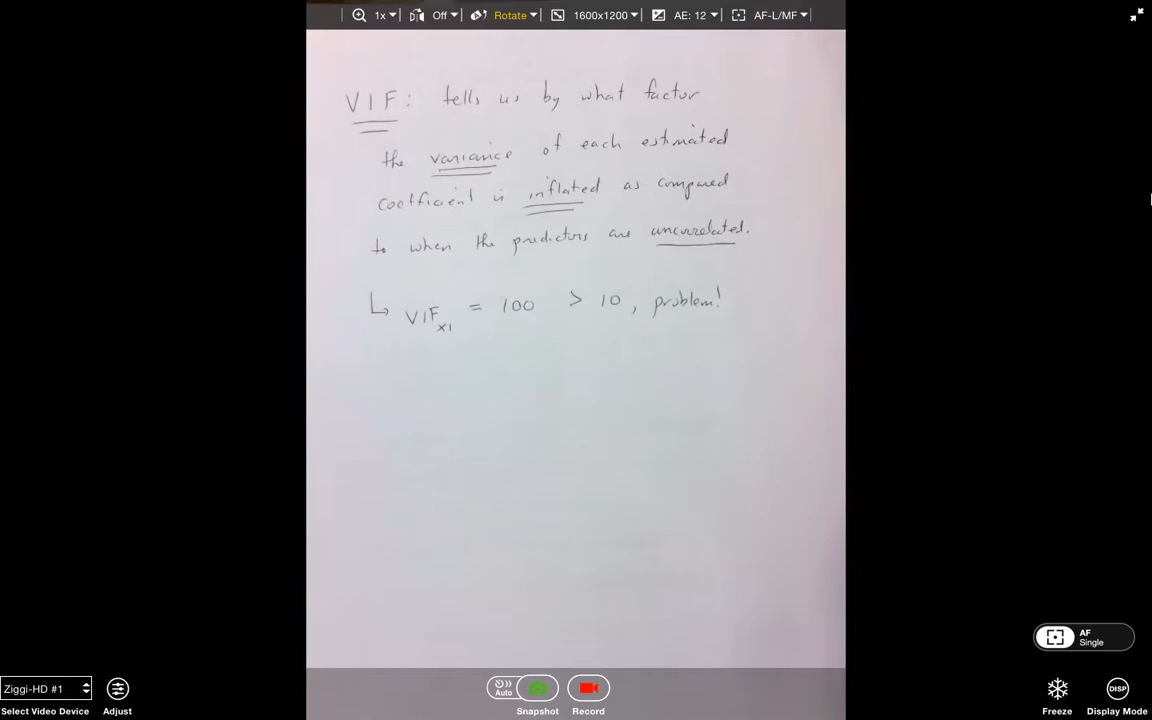 1x Off Rotate 1600x1200 AE: 12 AF-L/MF
VIF: tells us by what factor
the variance of each estimated
coefficient is inflated as compared
to when the predictors are uncorrelated.
↳ VIF x1 = 100 > 10, problem!
AF
Single
Ziggi-HD #1
Auto
Select Video Device Adjust Snapshot Record Freeze Display Mode
DISP